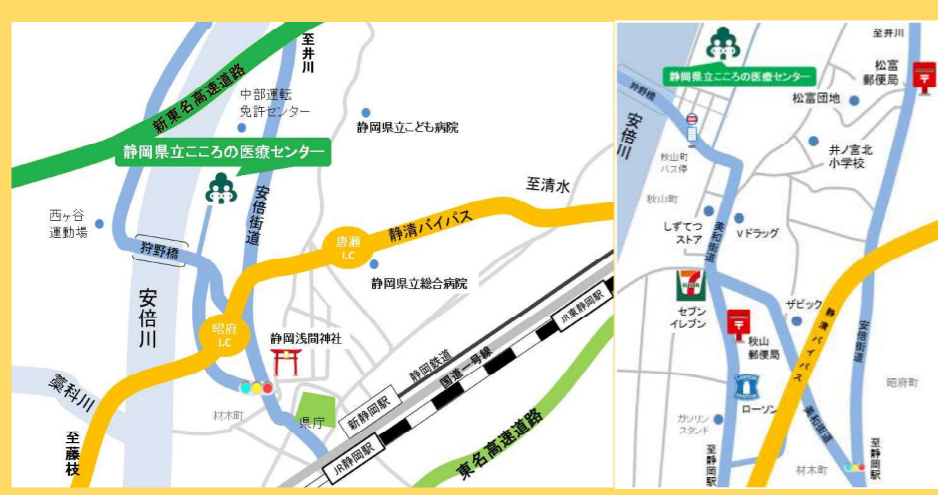 至井川
新東名高速道路
中部運転
免許センター
静岡県立こども病院
静岡県立こころの医療センター
至清水
安倍街道
西ヶ谷
運動場
静清バイパス
唐瀬
I.C
狩野橋
静岡県立総合病院
安倍川
昭府
I.C
JR東静岡駅
静岡浅間神社
静岡鉄道
国道一号線
藁科川
材木町
県庁
新静岡駅
至藤枝
JR静岡駅
東名高速道路
至井川
松富
郵便局
静岡県立こころの医療センター
狩野橋
松富団地
安倍川
井ノ宮北
小学校
秋山町
バス停
秋山町
しずてつ
ストア
Vドラッグ
美和街道
セブン
イレブン
ザビック
静清バイパス
安倍街道
秋山
郵便局
昭府町
ローソン
ガソリン
スタンド
美和街道
至静岡駅
材木町
至静岡駅